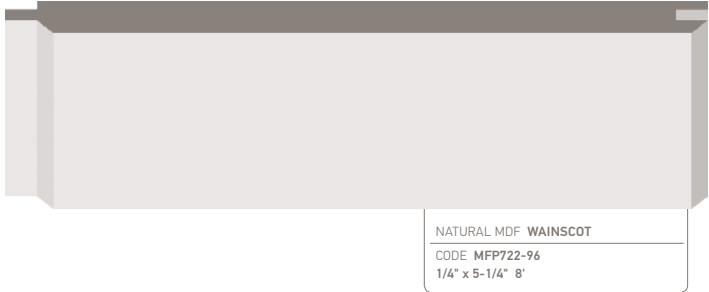 NATURAL MDF WAINSCOT
CODE MFP722-96
1/4" x 5-1/4" 8'